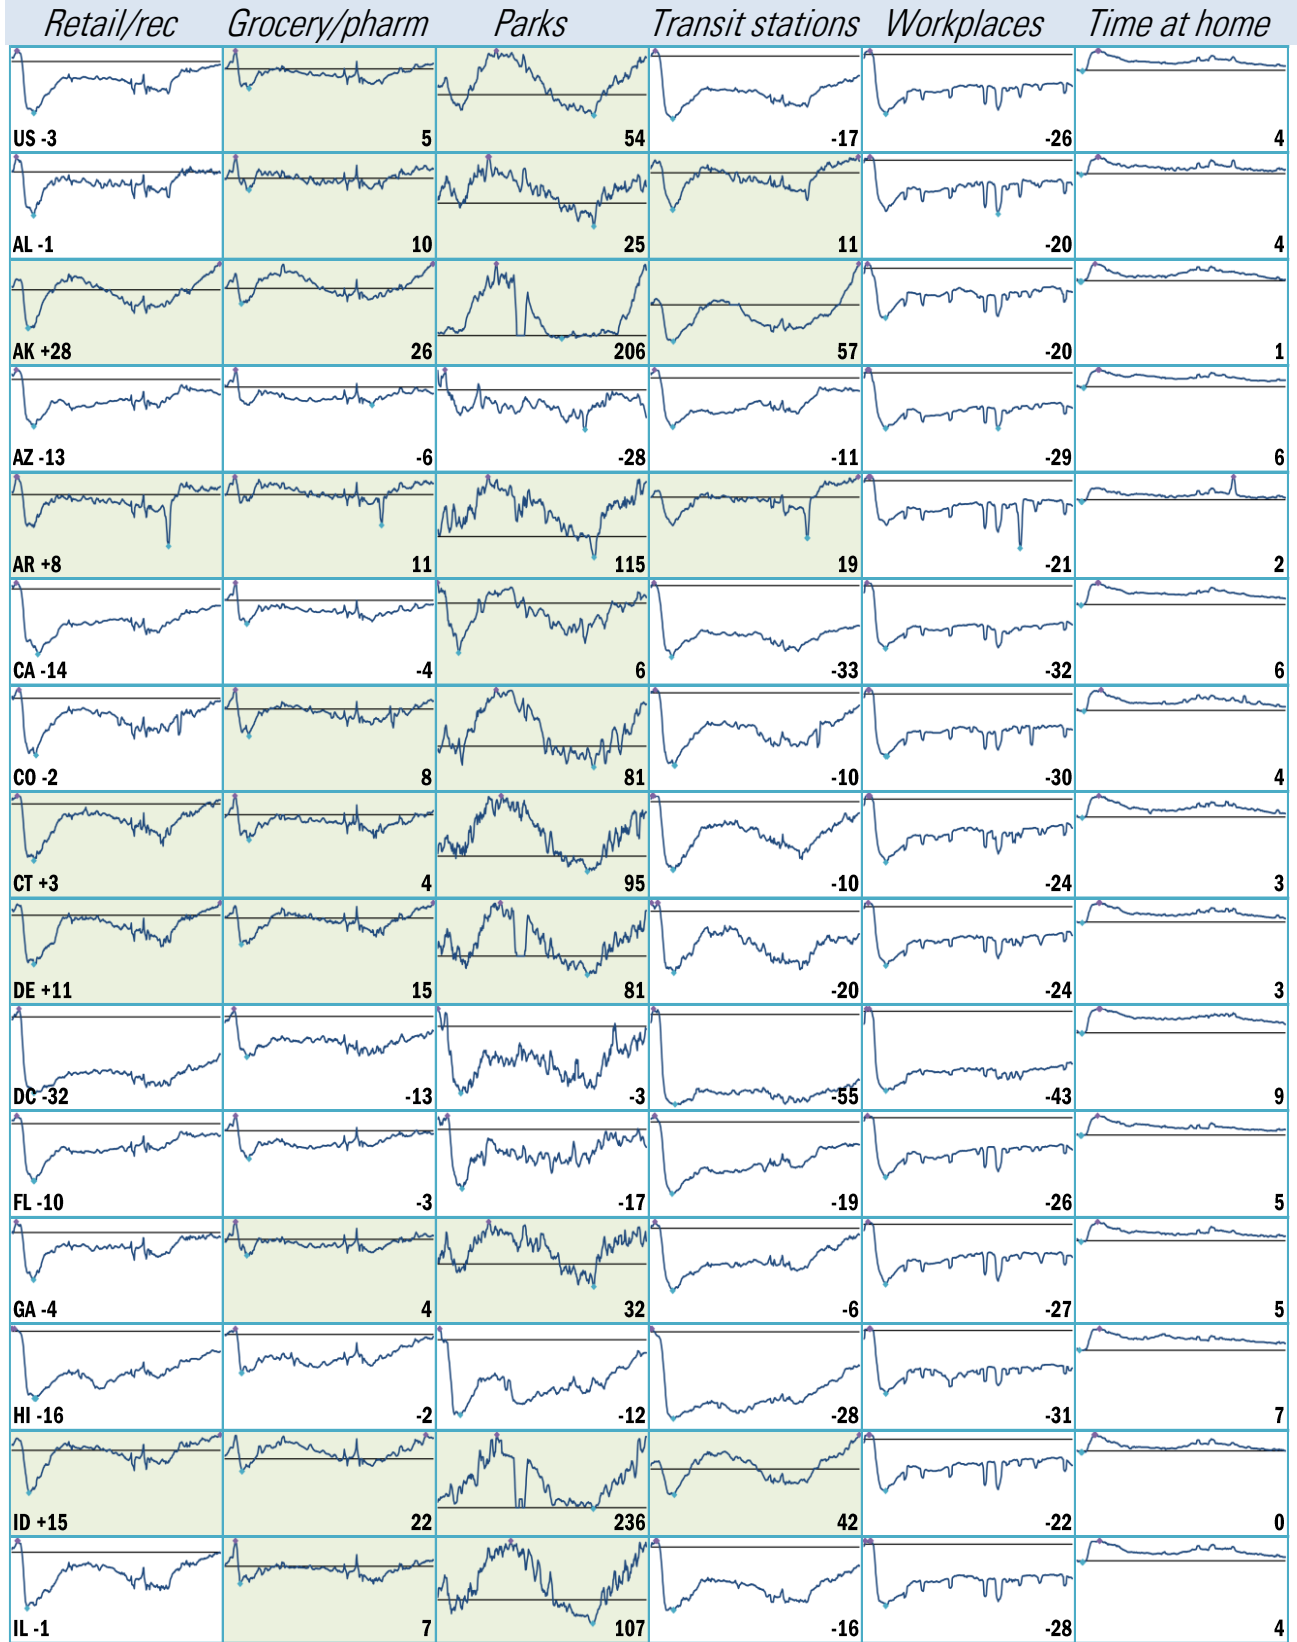 Retail/rec Grocery/pharm Parks Transit stations Workplaces Time at home
US -3 5 54 -17 -26 4
AL -1 10 25 11 -20 4
AK +28 26 206 57 -20 1
AZ -13 -6 -28 -11 -29 6
AR +8 11 115 19 -21 2
CA -14 -4 6 -33 -32 6
CO -2 8 81 -10 -30 4
CT +3 4 95 -10 -24 3
DE +11 15 81 -20 -24 3
DC -32 -13 -3 -55 -43 9
FL -10 -3 -17 -19 -26 5
GA -4 4 32 -6 -27 5
HI -16 -2 -12 -28 -31 7
ID +15 22 236 42 -22 0
IL -1 7 107 -16 -28 4